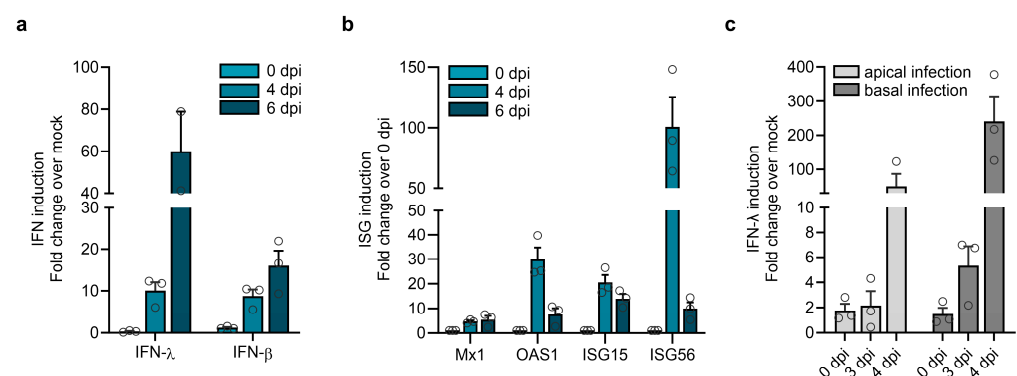 a
IFN induction
Fold change over mock
100
80
60
40
30
20
10
0
0 dpi
4 dpi
6 dpi
IFN-λ
IFN-β
b
ISG induction
Fold change over 0 dpi
150
100
50
50
40
30
20
10
0
0 dpi
4 dpi
6 dpi
Mx1
OAS1
ISG15
ISG56
c
IFN-λ induction
Fold change over mock
400
300
200
100
10
8
6
4
2
0
apical infection
basal infection
0 dpi
3 dpi
4 dpi
0 dpi
3 dpi
4 dpi